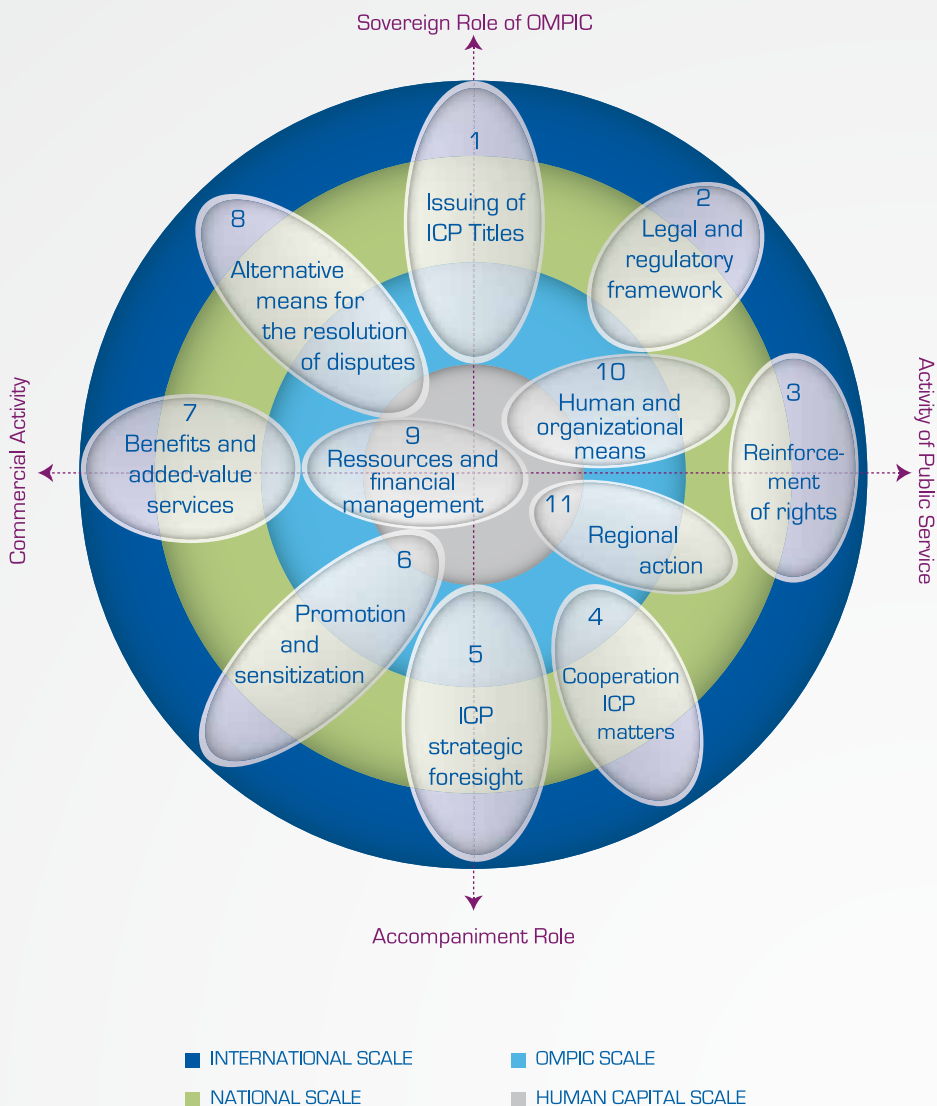 Sovereign Role of OMPIC
1
Issuing of
ICP Titles
2
Legal and
regulatory
framework
8
Alternative
means for
the resolution
of disputes
10
Human and
organizational
means
3
Reinforce-
ment
of rights
7
Benefits and
added-value
services
9
Ressources and
financial
management
11
Regional
action
6
Promotion
and
sensitization
5
ICP
strategic
foresight
4
Cooperation
ICP
matters
Commercial Activity
Activity of Public Service
Accompaniment Role
INTERNATIONAL SCALE
OMPIC SCALE
NATIONAL SCALE
HUMAN CAPITAL SCALE